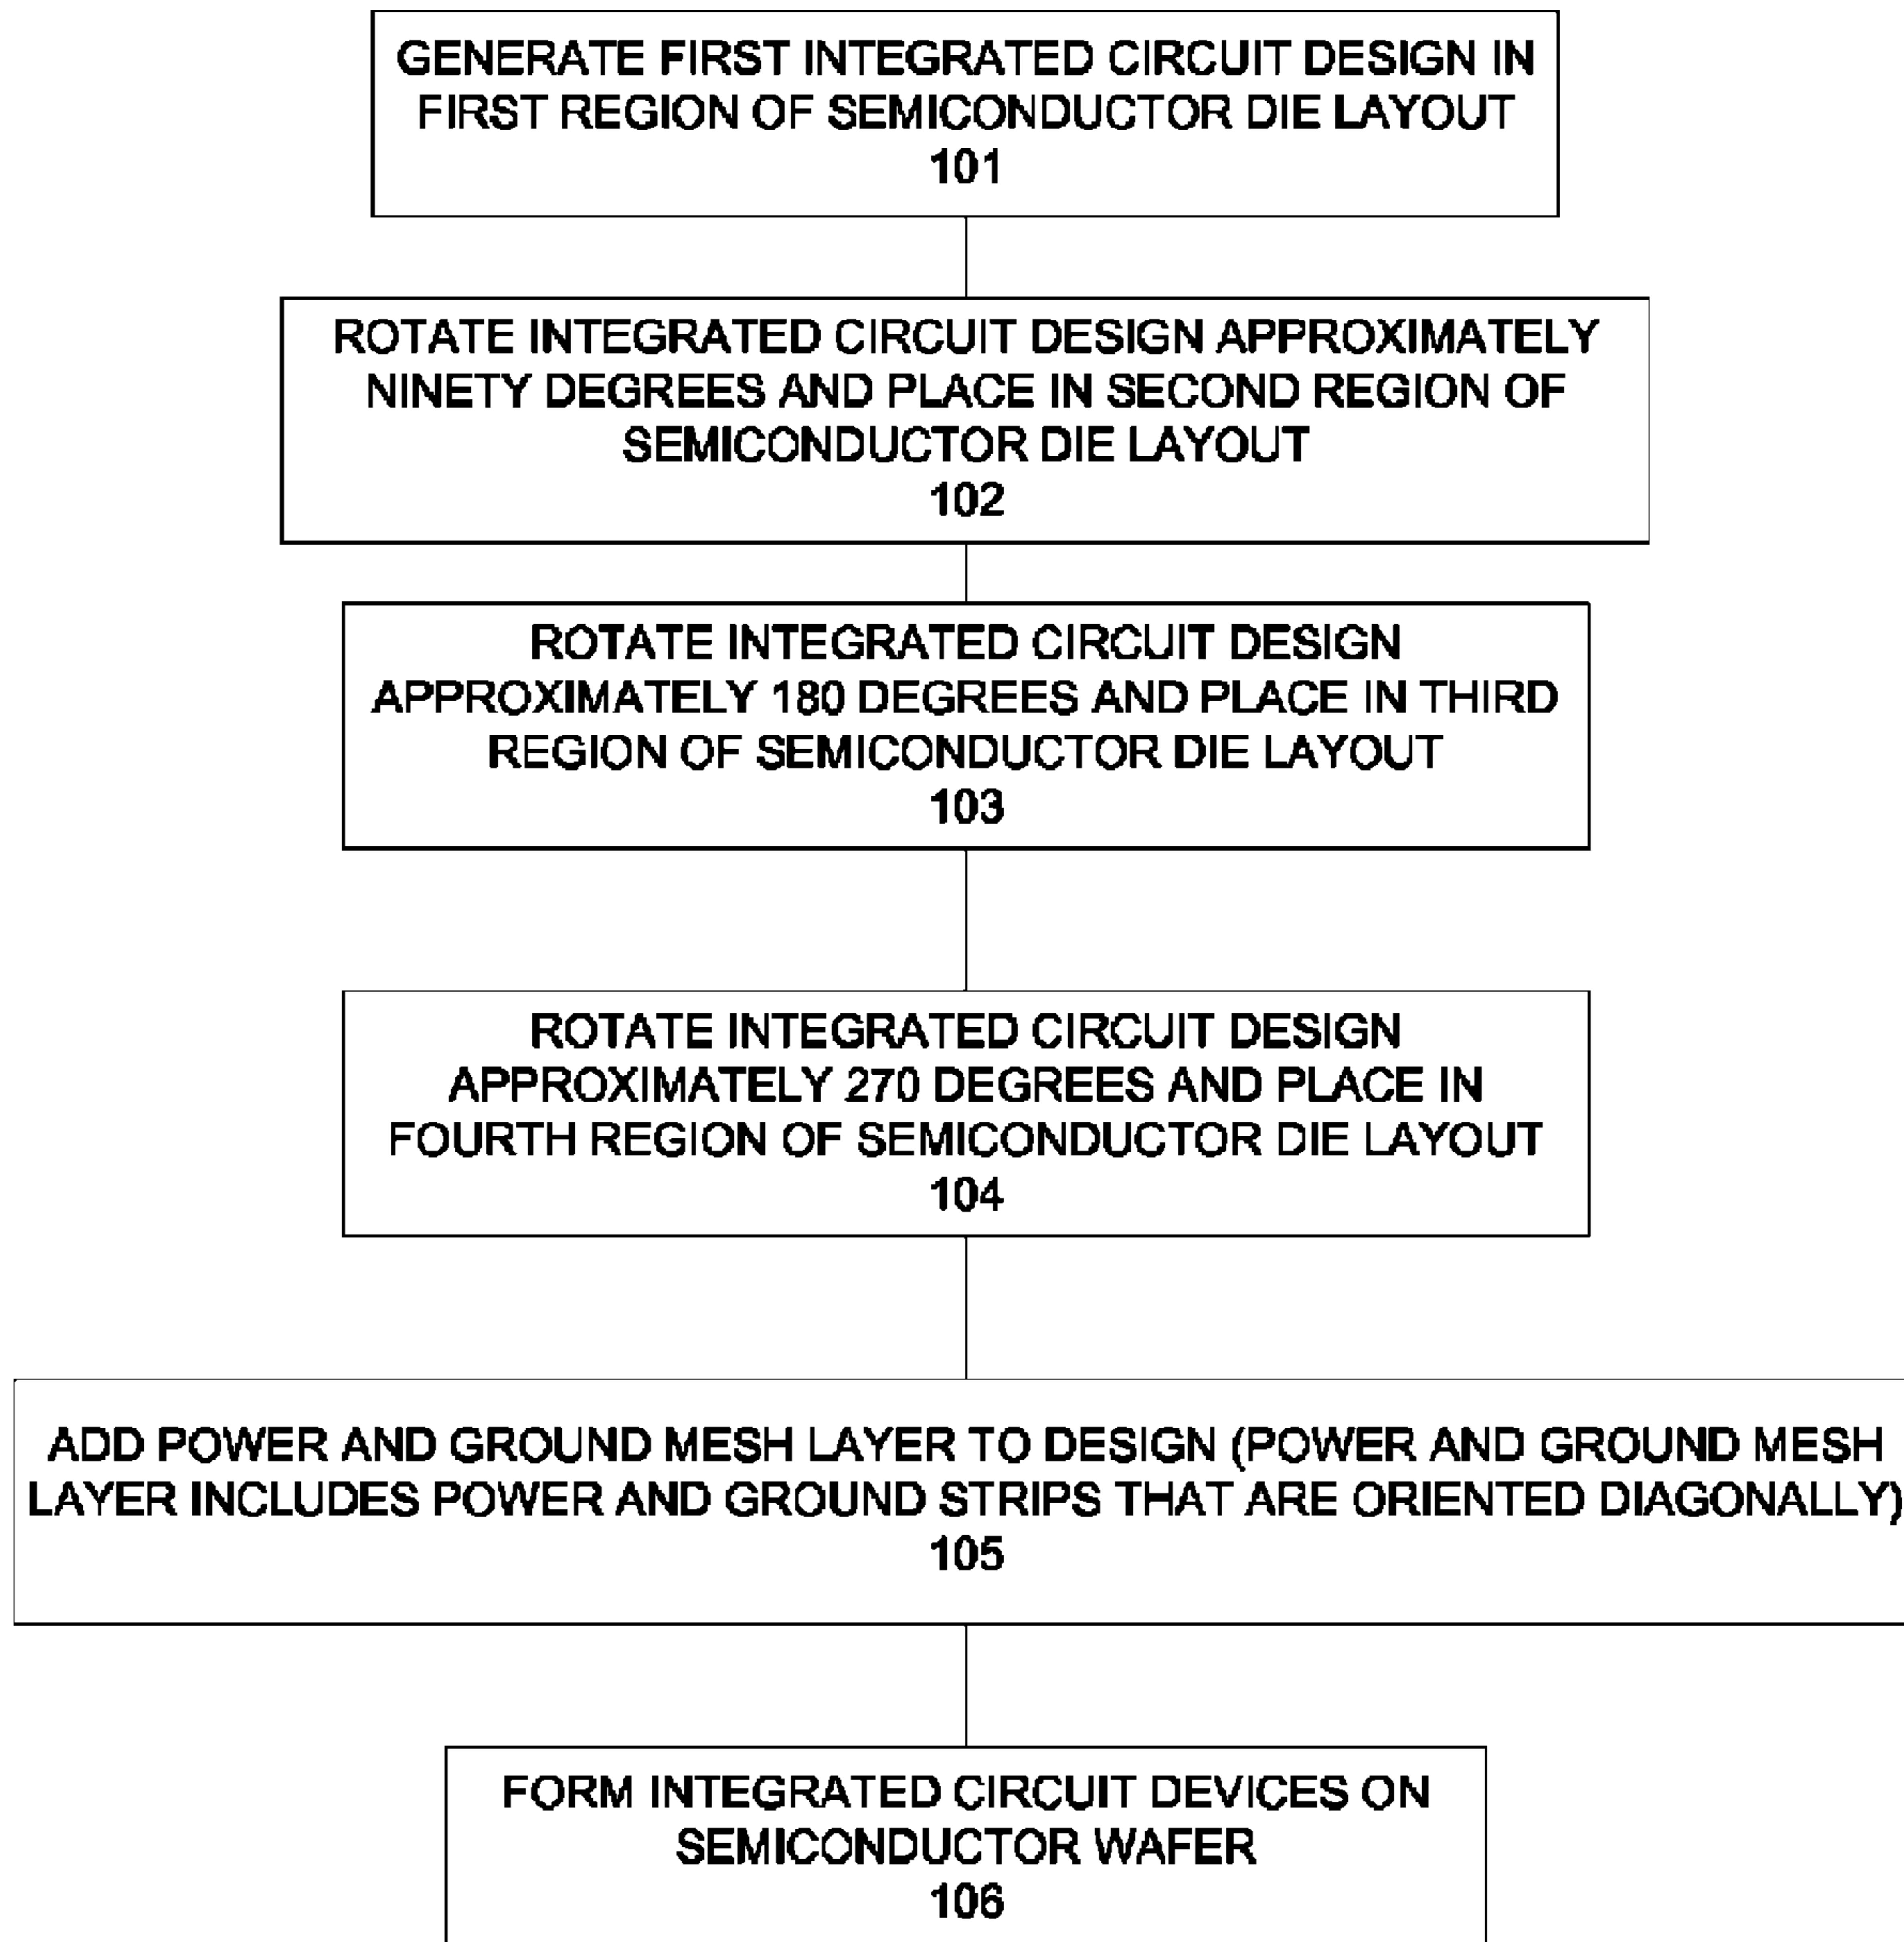 GENERATE FIRST INTEGRATED CIRCUIT DESIGN IN
FIRST REGION OF SEMICONDUCTOR DIE LAYOUT
101
ROTATE INTEGRATED CIRCUIT DESIGN APPROXIMATELY
NINETY DEGREES AND PLACE IN SECOND REGION OF
SEMICONDUCTOR DIE LAYOUT
102
ROTATE INTEGRATED CIRCUIT DESIGN
APPROXIMATELY 180 DEGREES AND PLACE IN THIRD
REGION OF SEMICONDUCTOR DIE LAYOUT
103
ROTATE INTEGRATED CIRCUIT DESIGN
APPROXIMATELY 270 DEGREES AND PLACE IN
FOURTH REGION OF SEMICONDUCTOR DIE LAYOUT
104
ADD POWER AND GROUND MESH LAYER TO DESIGN (POWER AND GROUND MESH
LAYER INCLUDES POWER AND GROUND STRIPS THAT ARE ORIENTED DIAGONALLY)
105
FORM INTEGRATED CIRCUIT DEVICES ON
SEMICONDUCTOR WAFER
106